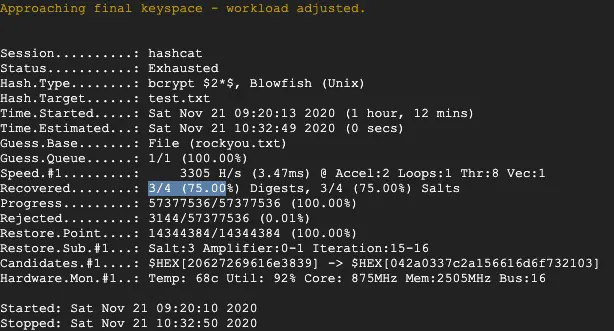 Approaching final keyspace - workload adjusted.
Session..........: hashcat
Status...........: Exhausted
Hash.Type........: bcrypt $2*$, Blowfish (Unix)
Hash.Target......: test.txt
Time.Started.....: Sat Nov 21 09:20:13 2020 (1 hour, 12 mins)
Time.Estimated...: Sat Nov 21 10:32:49 2020 (0 secs)
Guess.Base.......: File (rockyou.txt)
Guess.Queue......: 1/1 (100.00%)
Speed.#1.........:     3305 H/s (3.47ms) @ Accel:2 Loops:1 Thr:8 Vec:1
Recovered........: 3/4 (75.00%) Digests, 3/4 (75.00%) Salts
Progress.........: 57377536/57377536 (100.00%)
Rejected.........: 3144/57377536 (0.01%)
Restore.Point....: 14344384/14344384 (100.00%)
Restore.Sub.#1...: Salt:3 Amplifier:0-1 Iteration:15-16
Candidates.#1....: $HEX[20627269616e3839] -> $HEX[042a0337c2a156616d6f732103]
Hardware.Mon.#1..: Temp: 68c Util: 92% Core: 875MHz Mem:2505MHz Bus:16
Started: Sat Nov 21 09:20:10 2020
Stopped: Sat Nov 21 10:32:50 2020